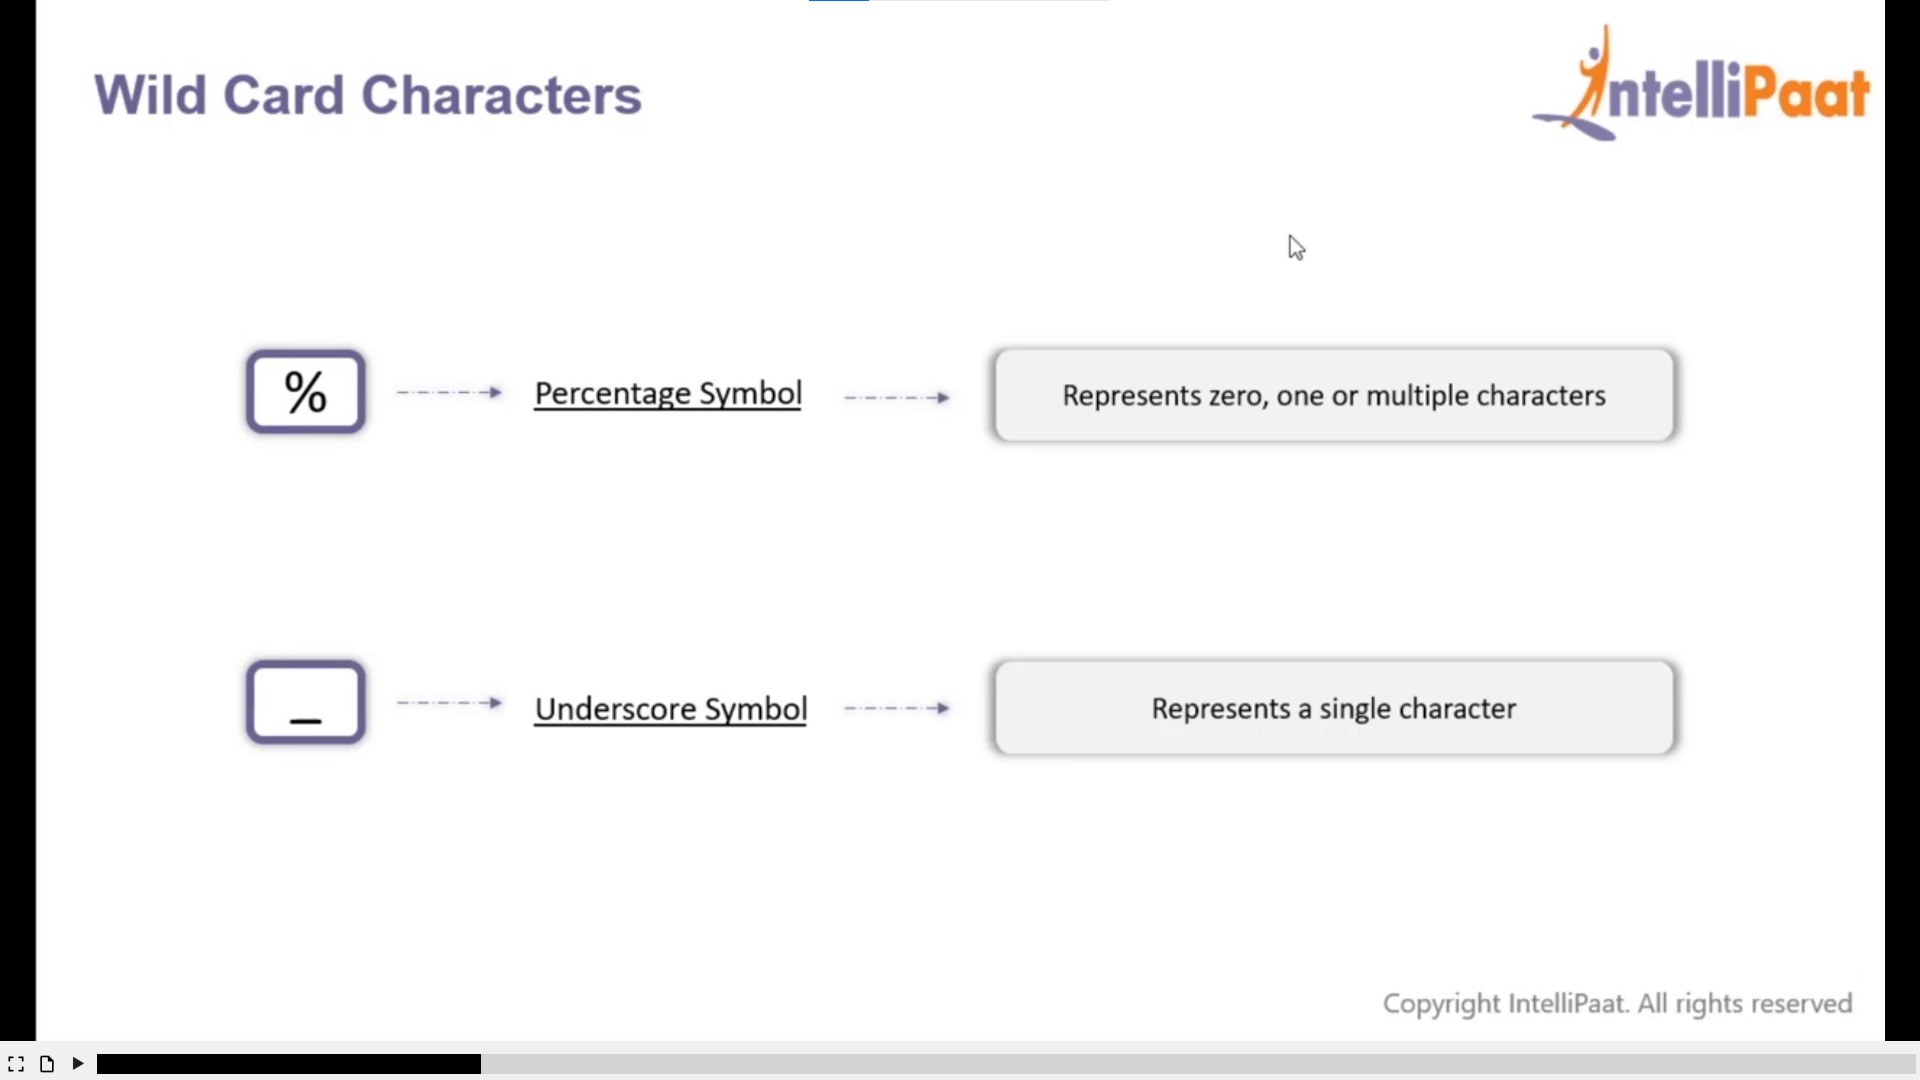 Wild Card Characters
IntelliPaat
%
Percentage Symbol
Represents zero, one or multiple characters
_
Underscore Symbol
Represents a single character
Copyright IntelliPaat. All rights reserved